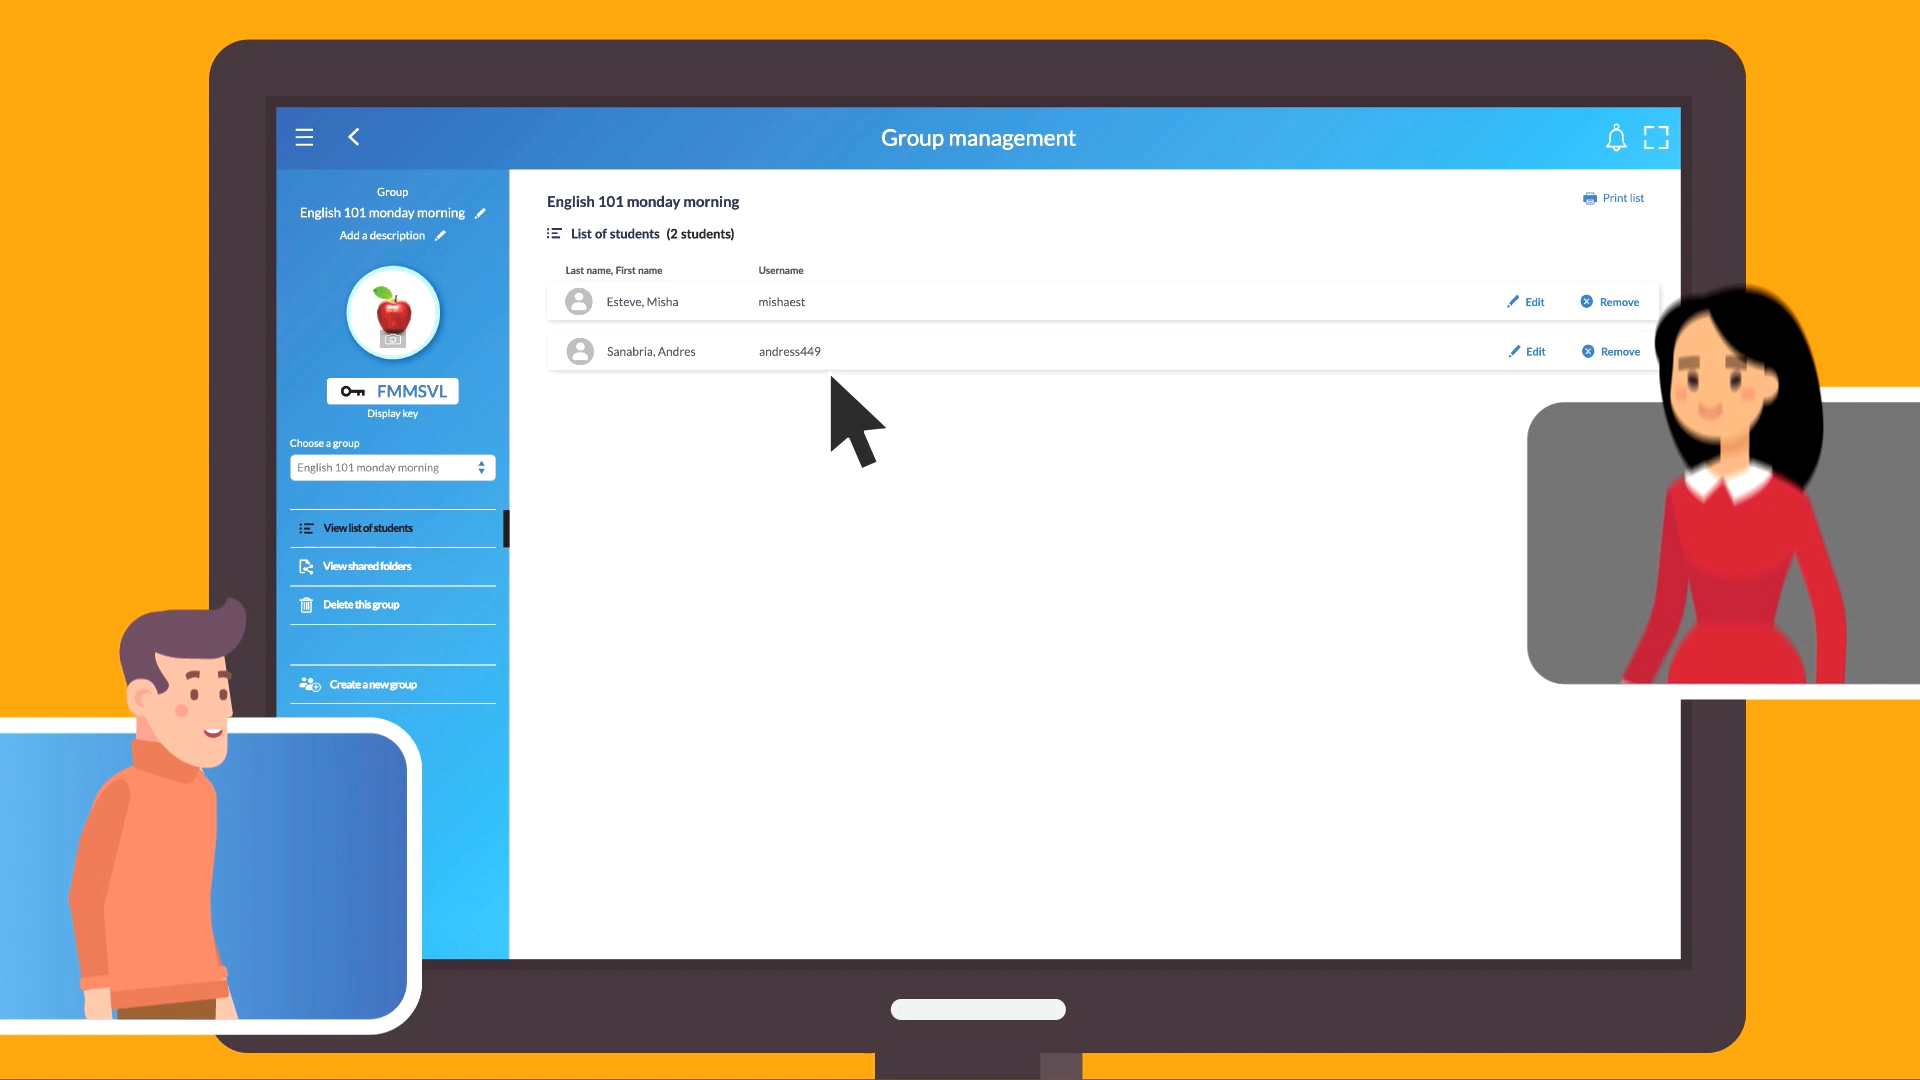 Group management
Group
English 101 monday morning
Add a description
FMMSVL
Display key
Choose a group
English 101 monday morning
View list of students
View shared folders
Delete this group
Create a new group
English 101 monday morning
Print list
List of students (2 students)
Last name, First name Username
Esteve, Misha mishaest Edit Remove
Sanabria, Andres andress449 Edit Remove